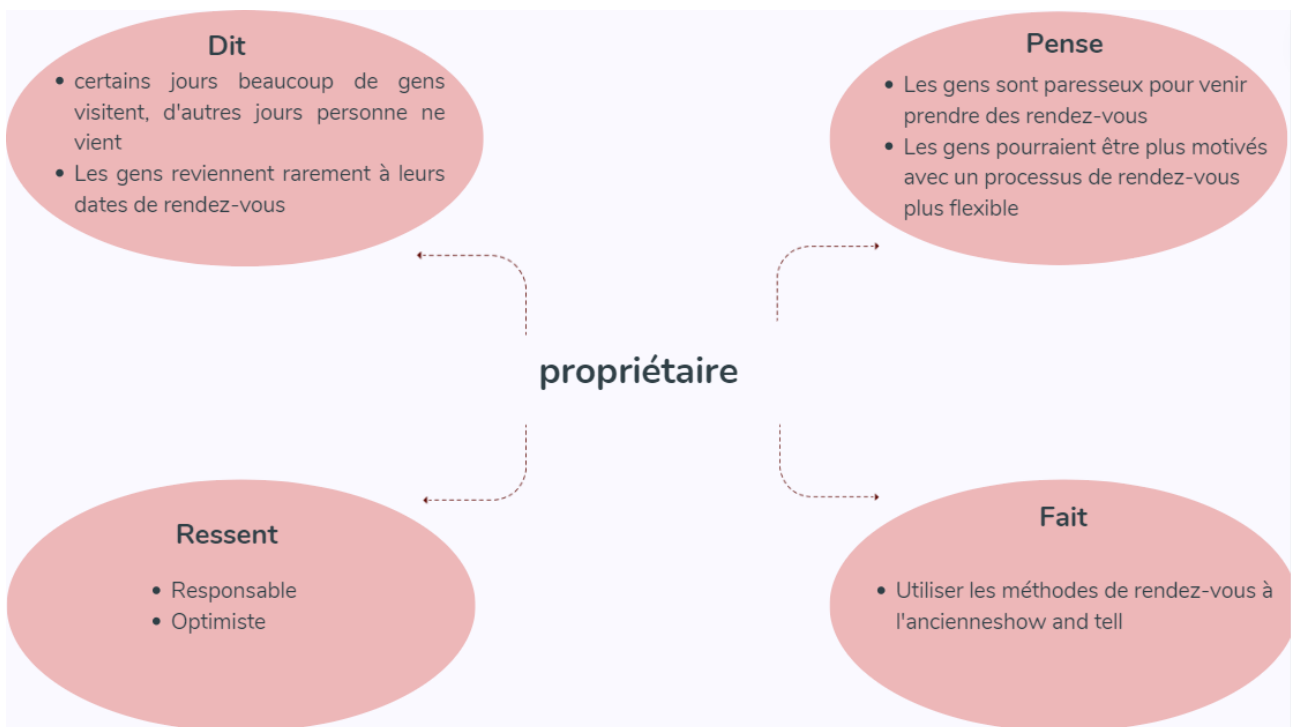 Dit
• certains jours beaucoup de gens
visitent, d'autres jours personne ne
vient
• Les gens reviennent rarement à leurs
dates de rendez-vous
Pense
• Les gens sont paresseux pour venir
prendre des rendez-vous
• Les gens pourraient être plus motivés
avec un processus de rendez-vous
plus flexible
propriétaire
Ressent
• Responsable
• Optimiste
Fait
• Utiliser les méthodes de rendez-vous à
l'ancienneshow and tell